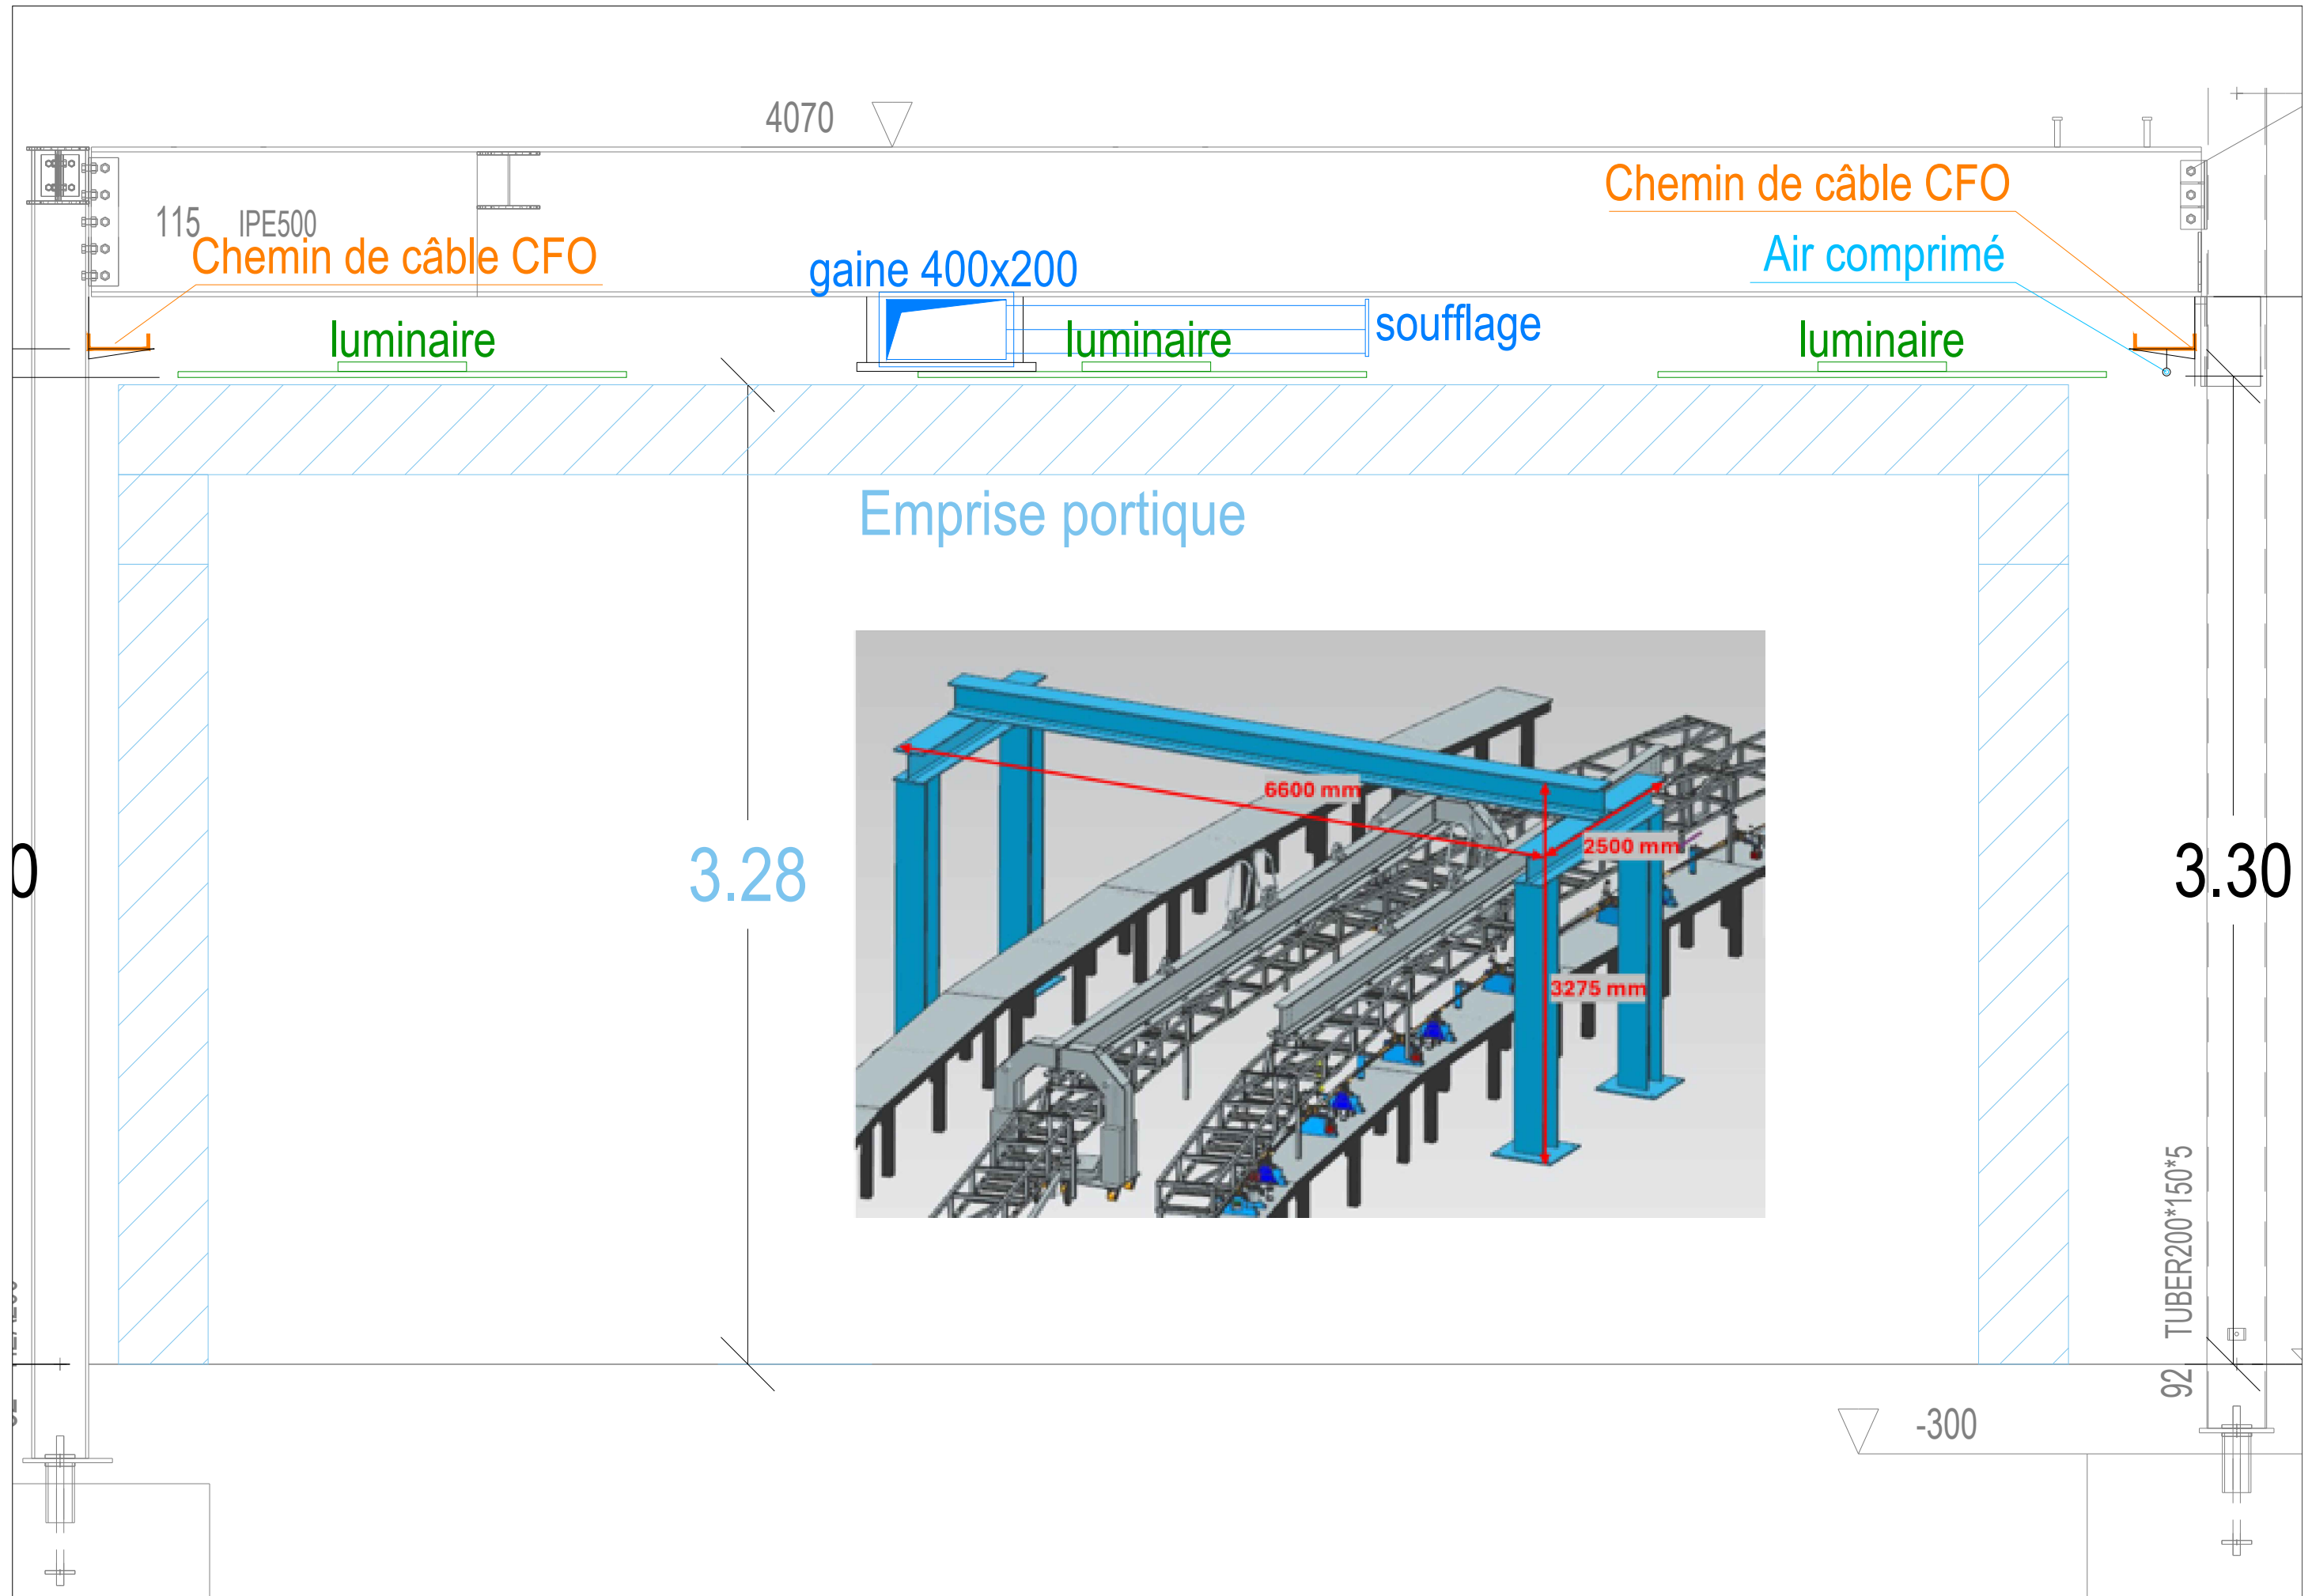 4070
Chemin de câble CFO
115 IPE500
Chemin de câble CFO
gaine 400x200
Air comprimé
luminaire
luminaire
soufflage
luminaire
Emprise portique
6600 mm
2500 mm
3.28
3.30
0
3275 mm
92 TUBER200*150*5
-300